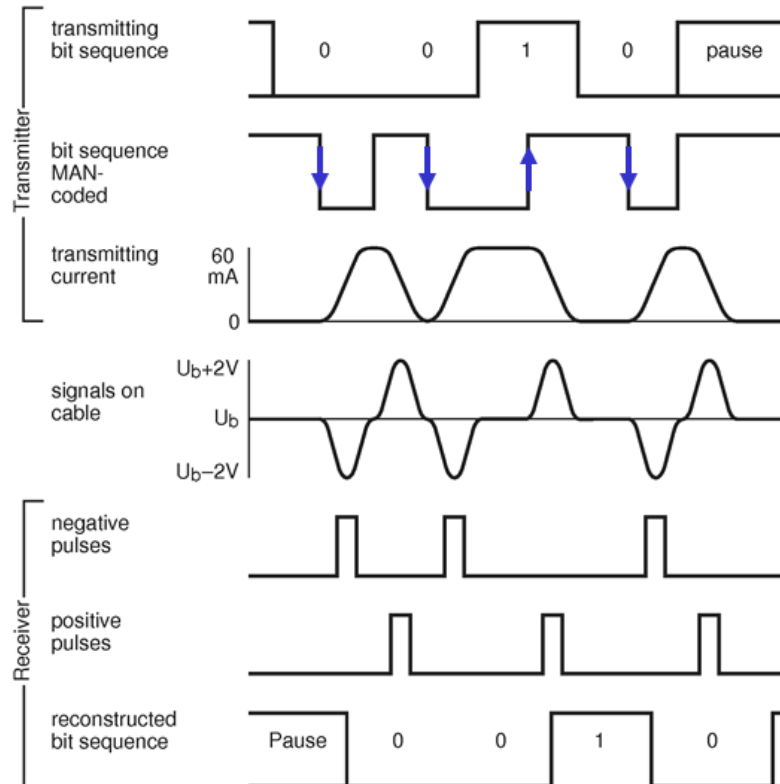 Transmitter
transmitting
bit sequence
0 0 1 0 pause
bit sequence
MAN-
coded
transmitting
current
60
mA
0
signals on
cable
Ub+2V
Ub
Ub–2V
Receiver
negative
pulses
positive
pulses
reconstructed
bit sequence
Pause 0 0 1 0